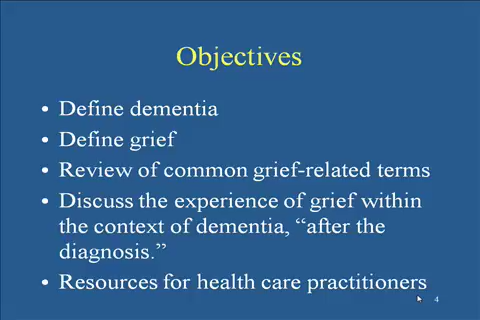 Objectives
• Define dementia
• Define grief
• Review of common grief-related terms
• Discuss the experience of grief within
the context of dementia, “after the
diagnosis.”
• Resources for health care practitioners
4